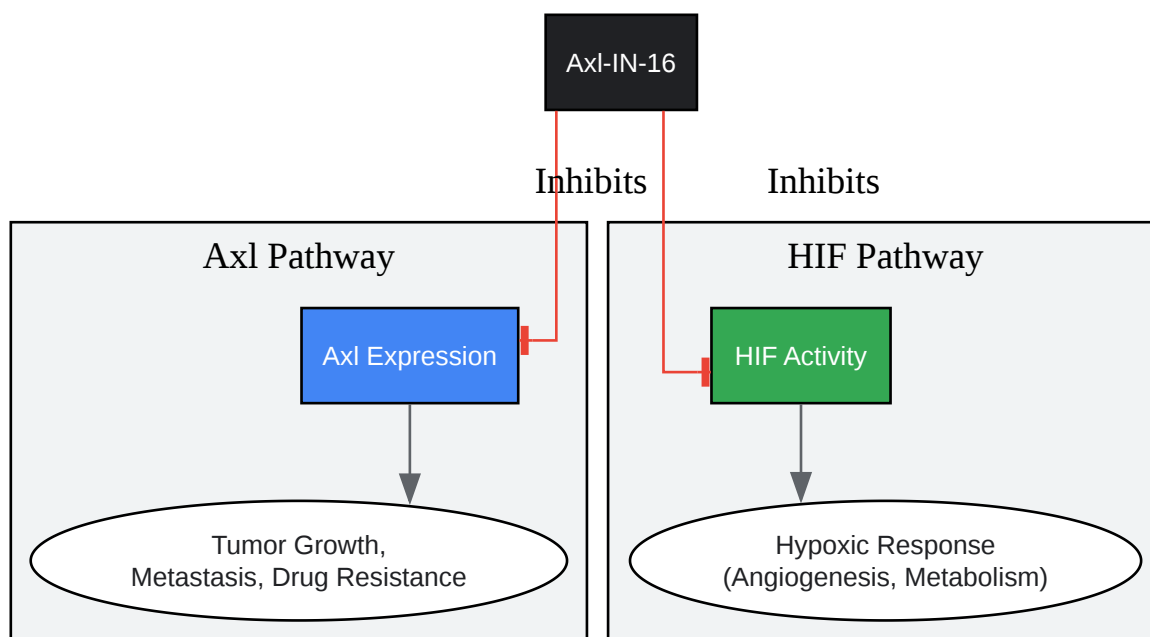 Axl-IN-16
Inhibits
Inhibits
Axl Pathway
Axl Expression
Tumor Growth,
Metastasis, Drug Resistance
HIF Pathway
HIF Activity
Hypoxic Response
(Angiogenesis, Metabolism)